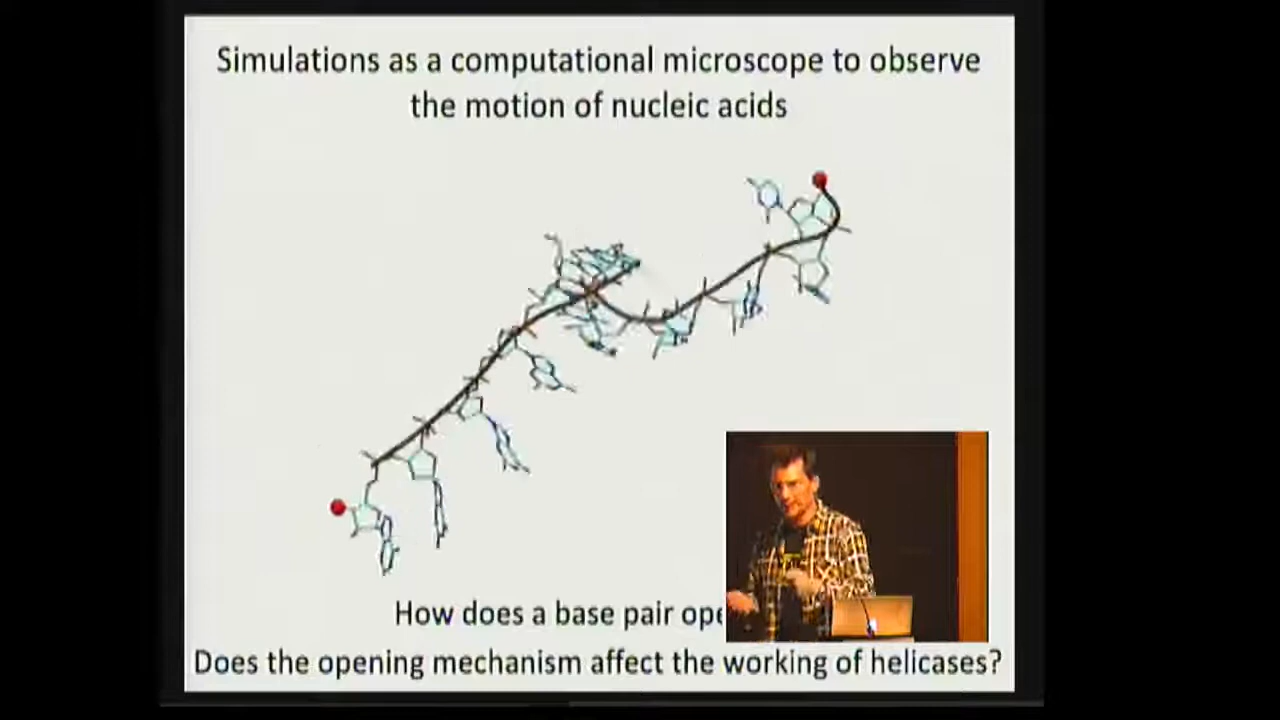 Simulations as a computational microscope to observe
the motion of nucleic acids
How does a base pair ope
Does the opening mechanism affect the working of helicases?